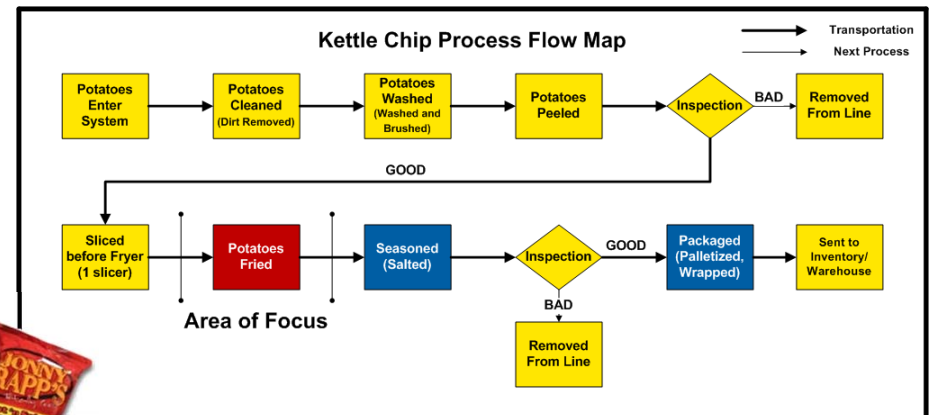 Kettle Chip Process Flow Map
Transportation
Next Process
Potatoes
Enter
System
Potatoes
Cleaned
(Dirt Removed)
Potatoes
Washed
(Washed and
Brushed)
Potatoes
Peeled
Inspection
BAD
Removed
From Line
GOOD
Sliced
before Fryer
(1 slicer)
Potatoes
Fried
Area of Focus
Seasoned
(Salted)
Inspection
GOOD
Packaged
(Palletized,
Wrapped)
Sent to
Inventory/
Warehouse
BAD
Removed
From Line
JONNY
RAPP'S